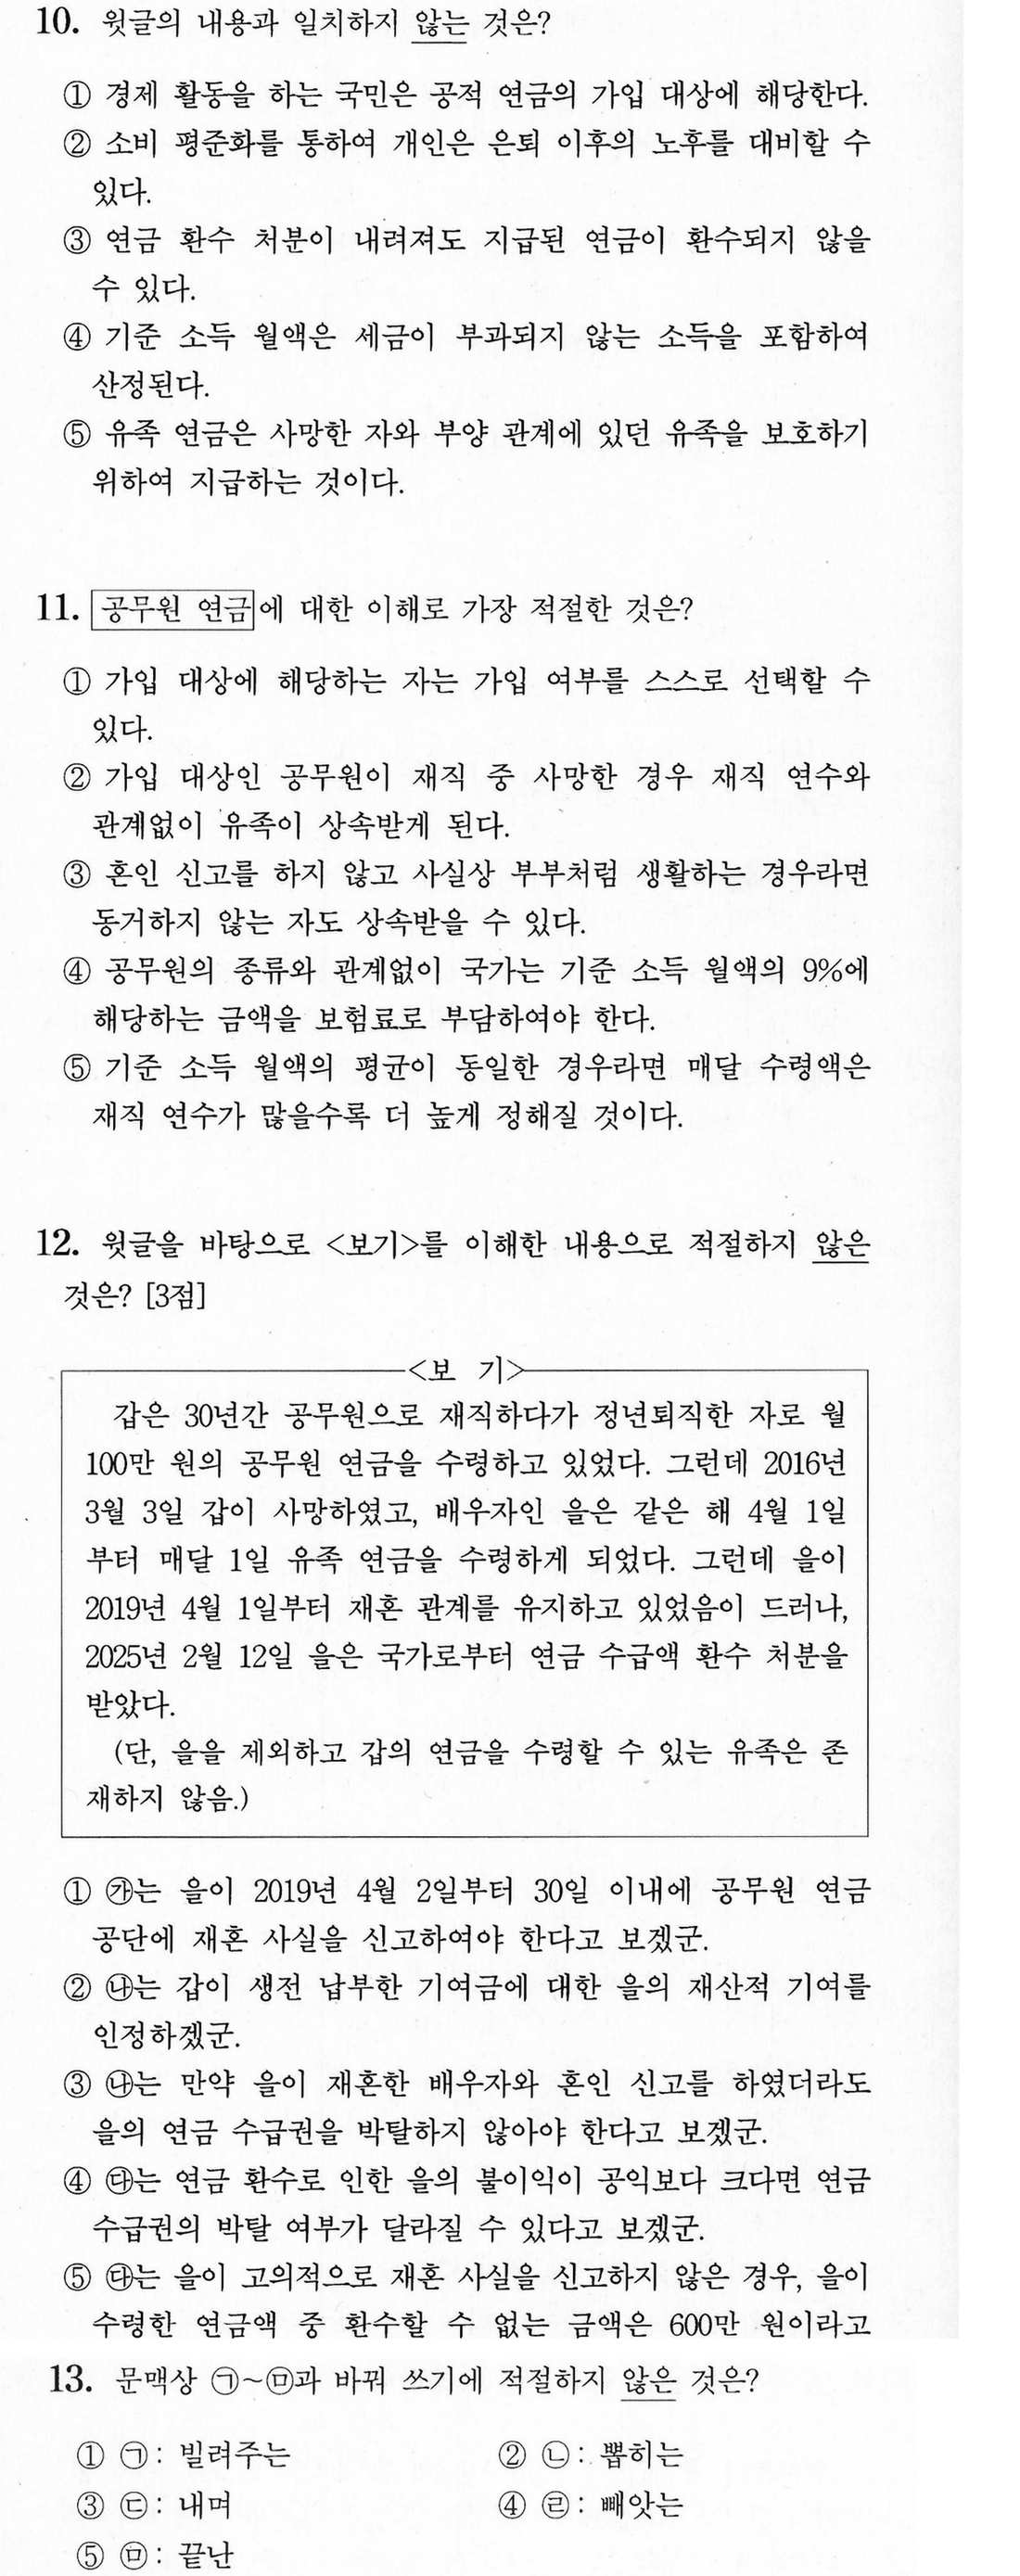 10. 윗글의 내용과 일치하지 않는 것은?
① 경제 활동을 하는 국민은 공적 연금의 가입 대상에 해당한다.
② 소비 평준화를 통하여 개인은 은퇴 이후의 노후를 대비할 수
있다.
③ 연금 환수 처분이 내려져도 지급된 연금이 환수되지 않을
수 있다.
④ 기준 소득 월액은 세금이 부과되지 않는 소득을 포함하여
산정된다.
⑤ 유족 연금은 사망한 자와 부양 관계에 있던 유족을 보호하기
위하여 지급하는 것이다.
11. 공무원 연금에 대한 이해로 가장 적절한 것은?
① 가입 대상에 해당하는 자는 가입 여부를 스스로 선택할 수
있다.
② 가입 대상인 공무원이 재직 중 사망한 경우 재직 연수와
관계없이 유족이 상속받게 된다.
③ 혼인 신고를 하지 않고 사실상 부부처럼 생활하는 경우라면
동거하지 않는 자도 상속받을 수 있다.
④ 공무원의 종류와 관계없이 국가는 기준 소득 월액의 9%에
해당하는 금액을 보험료로 부담하여야 한다.
⑤ 기준 소득 월액의 평균이 동일한 경우라면 매달 수령액은
재직 연수가 많을수록 더 높게 정해질 것이다.
12. 윗글을 바탕으로 <보기>를 이해한 내용으로 적절하지 않은
것은? [3점]
<보 기>
갑은 30년간 공무원으로 재직하다가 정년퇴직한 자로 월
100만 원의 공무원 연금을 수령하고 있었다. 그런데 2016년
3월 3일 갑이 사망하였고, 배우자인 을은 같은 해 4월 1일
부터 매달 1일 유족 연금을 수령하게 되었다. 그런데 을이
2019년 4월 1일부터 재혼 관계를 유지하고 있었음이 드러나,
2025년 2월 12일 을은 국가로부터 연금 수급액 환수 처분을
받았다.
(단, 을을 제외하고 갑의 연금을 수령할 수 있는 유족은 존
재하지 않음.)
① ㉮는 을이 2019년 4월 2일부터 30일 이내에 공무원 연금
공단에 재혼 사실을 신고하여야 한다고 보겠군.
② ㉯는 갑이 생전 납부한 기여금에 대한 을의 재산적 기여를
인정하겠군.
③ ㉯는 만약 을이 재혼한 배우자와 혼인 신고를 하였더라도
을의 연금 수급권을 박탈하지 않아야 한다고 보겠군.
④ ㉰는 연금 환수로 인한 을의 불이익이 공익보다 크다면 연금
수급권의 박탈 여부가 달라질 수 있다고 보겠군.
⑤ ㉰는 을이 고의적으로 재혼 사실을 신고하지 않은 경우, 을이
수령한 연금액 중 환수할 수 없는 금액은 600만 원이라고
13. 문맥상 ㉠~㉤과 바꿔 쓰기에 적절하지 않은 것은?
① ㉠: 빌려주는 ② ㉡: 뽑히는
③ ㉢: 내며 ④ ㉣: 빼앗는
⑤ ㉤: 끝난